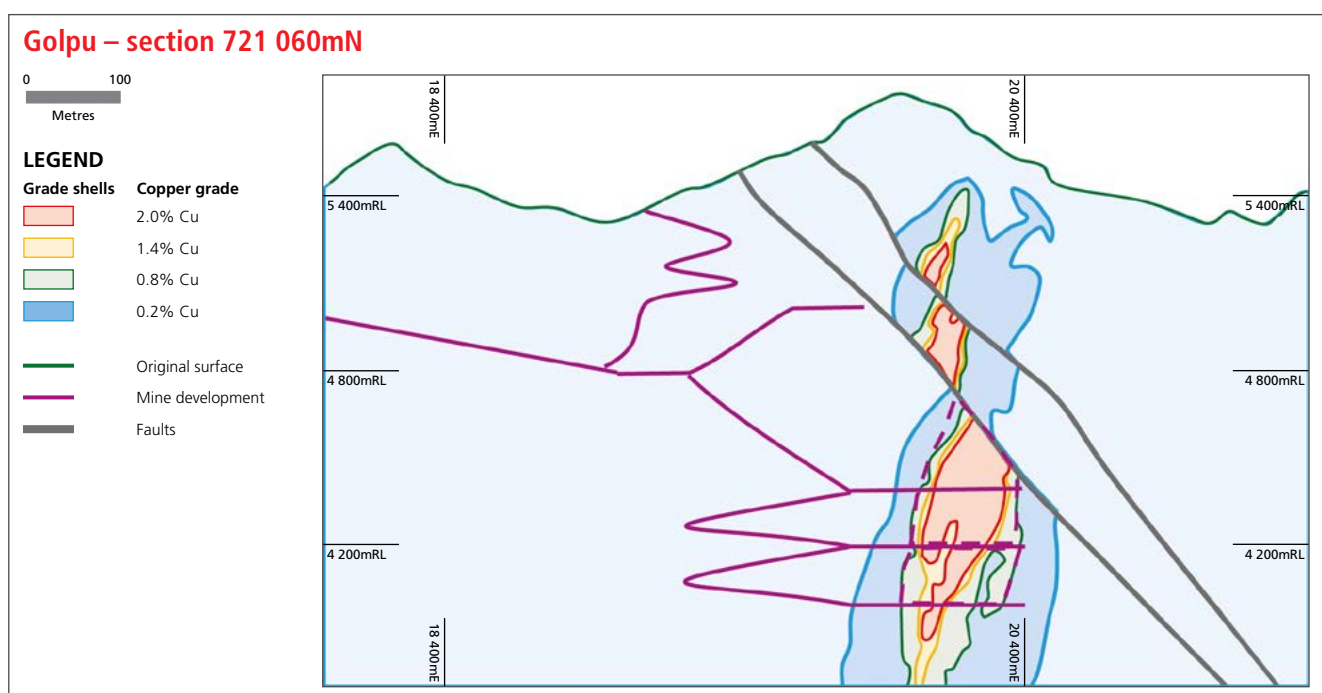 Golpu – section 721 060mN
0 100
Metres
LEGEND
Grade shells Copper grade
2.0% Cu
1.4% Cu
0.8% Cu
0.2% Cu
Original surface
Mine development
Faults
18 400mE
20 400mE
5 400mRL
5 400mRL
4 800mRL
4 800mRL
4 200mRL
4 200mRL
18 400mE
20 400mE